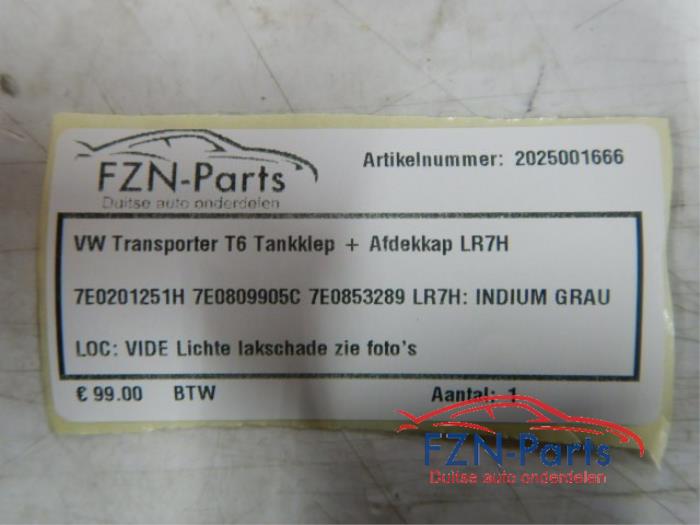 FZN-Parts
Duitse auto onderdelen
Artikelnummer: 2025001666
VW Transporter T6 Tankklep + Afdekkap LR7H
7E0201251H 7E0809905C 7E0853289 LR7H: INDIUM GRAU
LOC: VIDE Lichte lakschade zie foto's
€ 99.00 BTW Aantal: 1
FZN-Parts
Duitse auto onderdelen